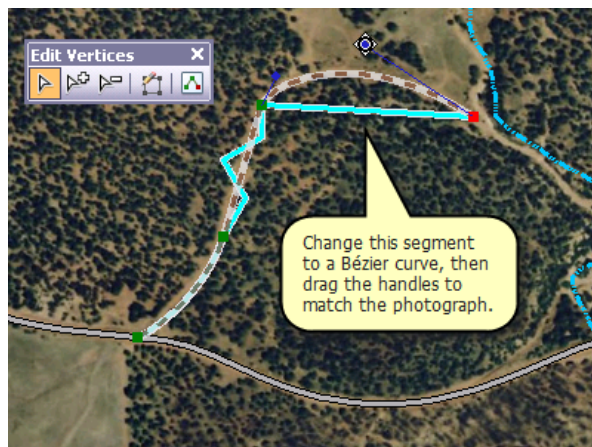 Edit Vertices
Change this segment
to a Bézier curve, then
drag the handles to
match the photograph.